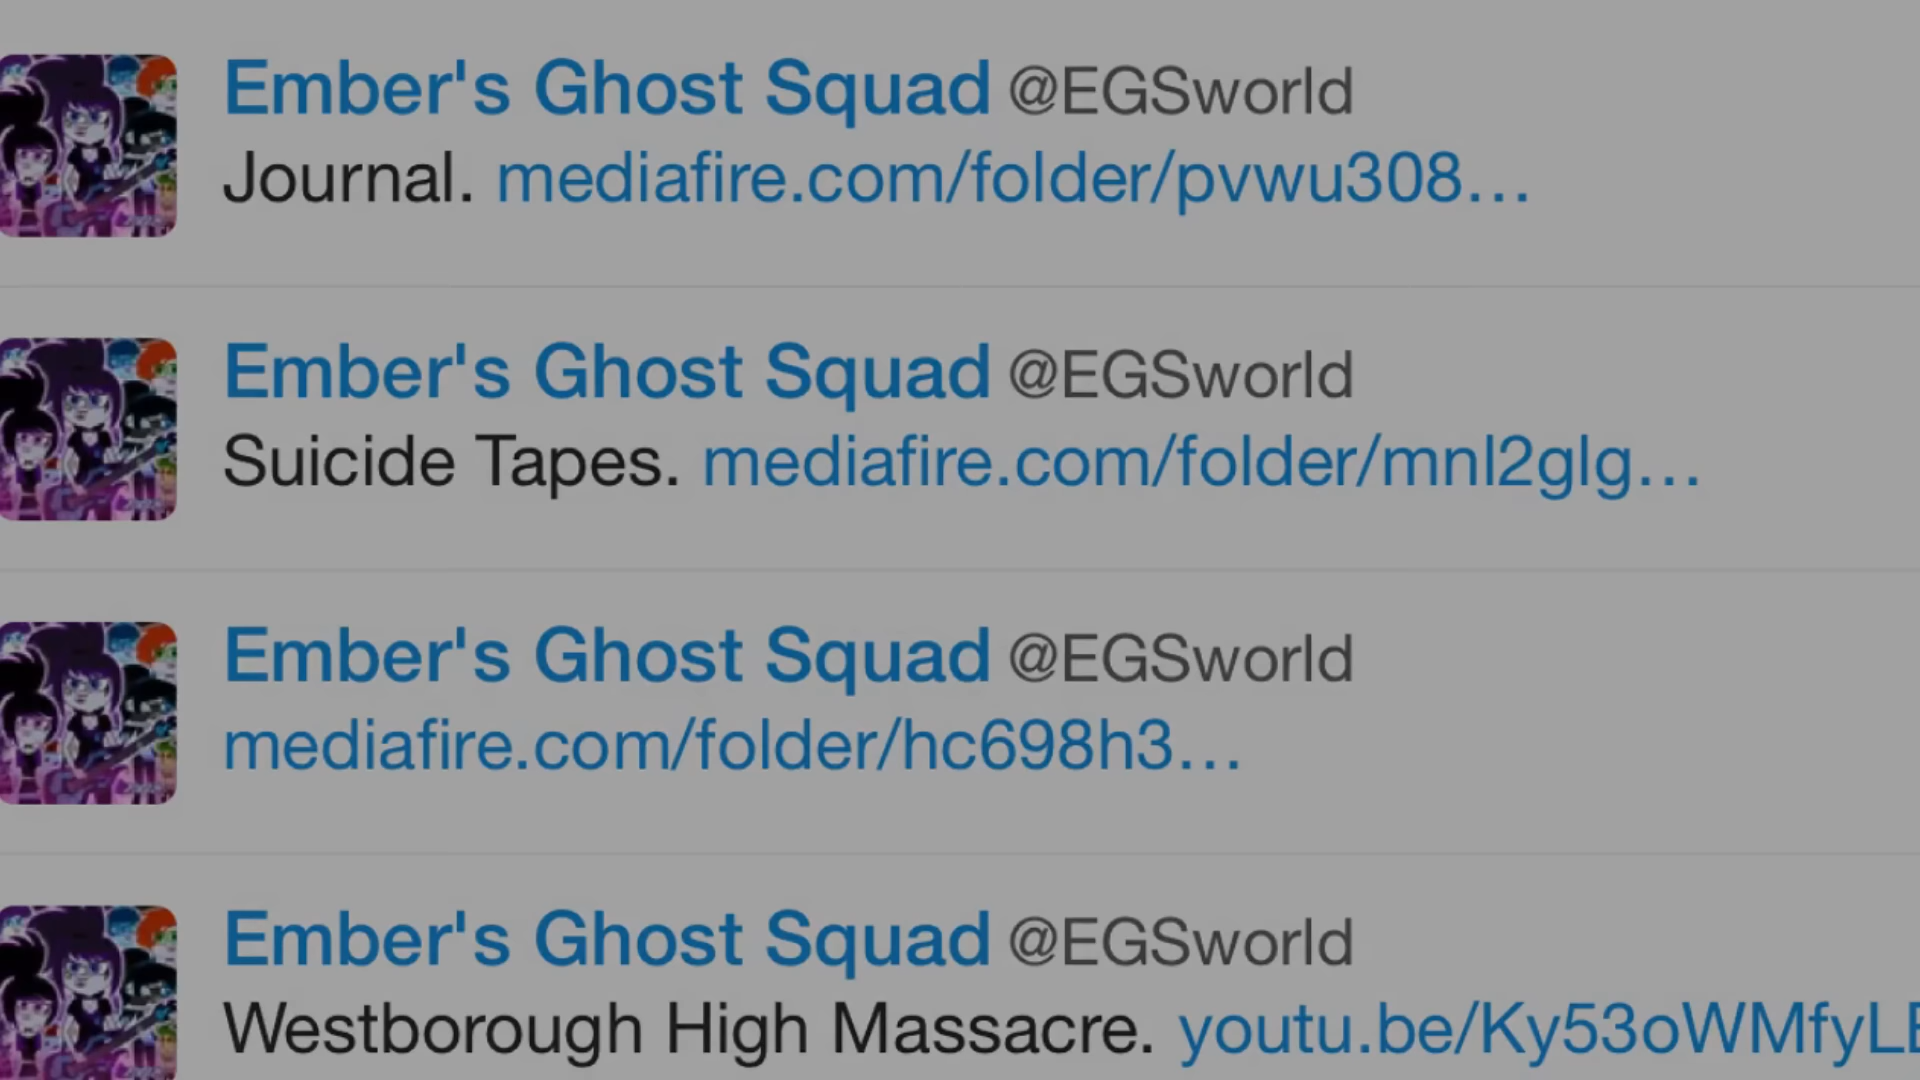 Ember's Ghost Squad @EGSworld
Journal. mediafire.com/folder/pvwu308…
Ember's Ghost Squad @EGSworld
Suicide Tapes. mediafire.com/folder/mnl2glg…
Ember's Ghost Squad @EGSworld
mediafire.com/folder/hc698h3…
Ember's Ghost Squad @EGSworld
Westborough High Massacre. youtu.be/Ky53oWMfyLE